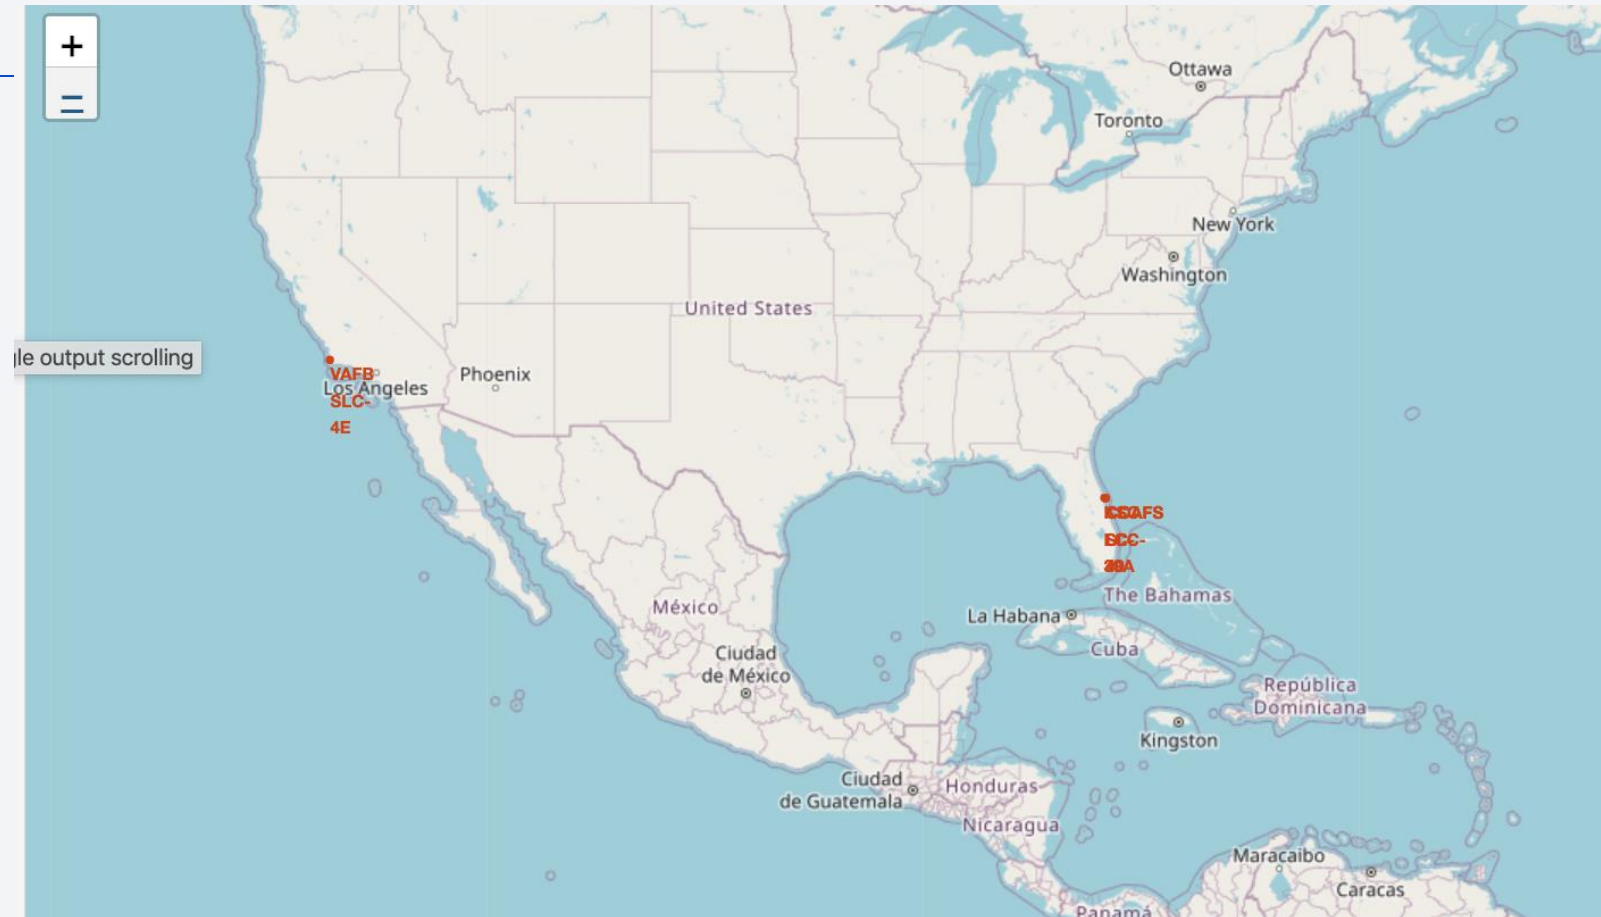 +
Ottawa
Toronto
New York
Washington
United States
gle output scrolling
VAFB
SLC-
4E
Los Angeles
Phoenix
The Bahamas
La Habana
Cuba
México
Ciudad
de México
República
Dominicana
Kingston
Ciudad
de Guatemala
Honduras
Nicaragua
Maracaibo
Caracas
Panamá